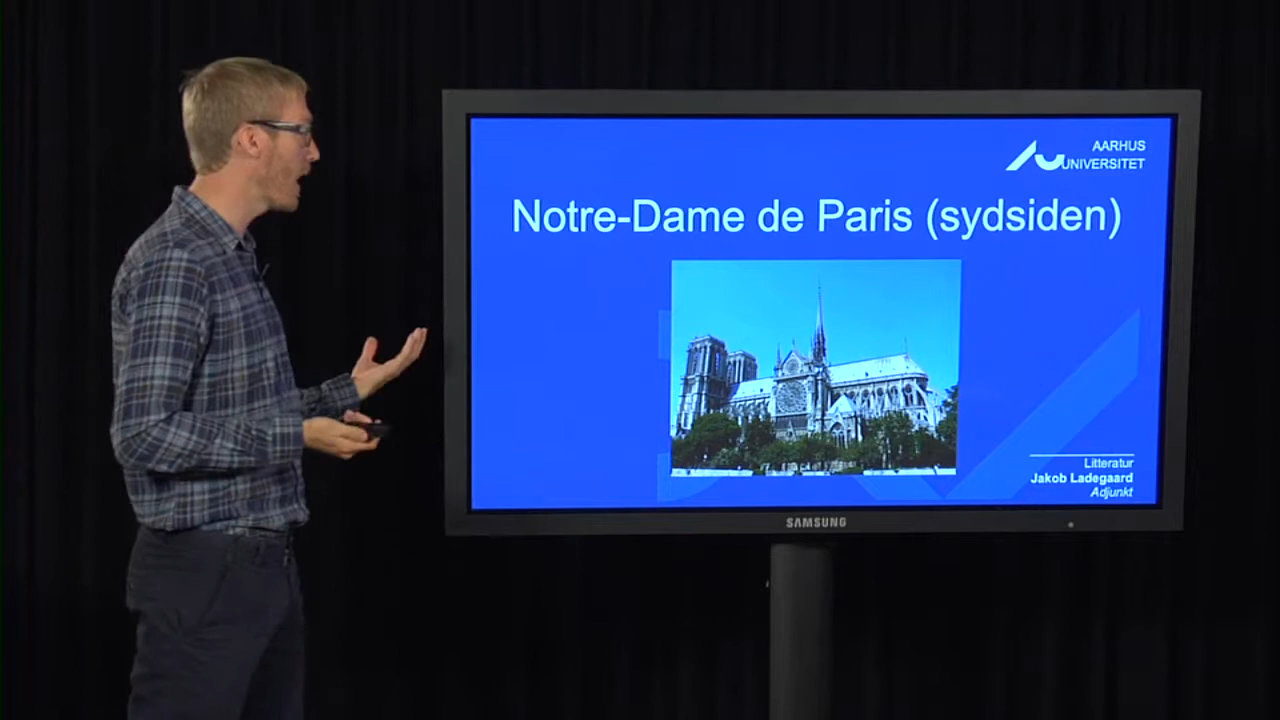 AARHUS
UNIVERSITET
Notre-Dame de Paris (sydsiden)
Litteratur
Jakob Ladegaard
Adjunkt
SAMSUNG